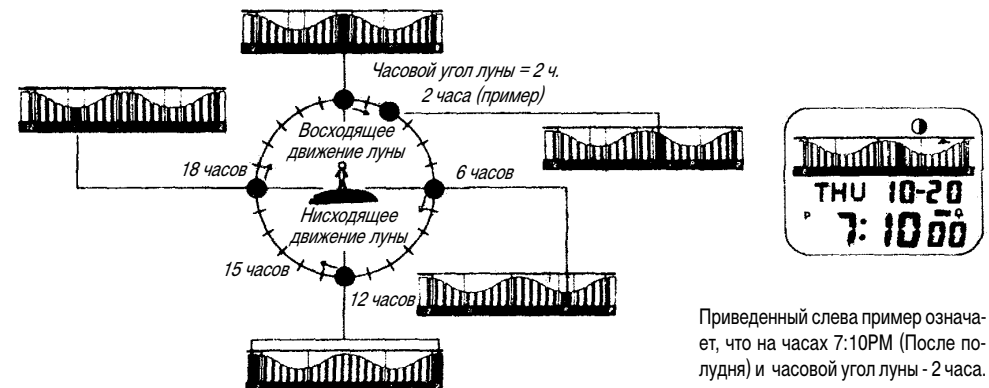 Часовой угол луны = 2 ч.
2 часа (пример)
Восходящее
движение луны
18 часов
6 часов
Нисходящее
движение луны
15 часов
12 часов
THU 10-20
P 7:10 00
Приведенный слева пример означа-
ет, что на часах 7:10PM (После по-
лудня) и часовой угол луны - 2 часа.